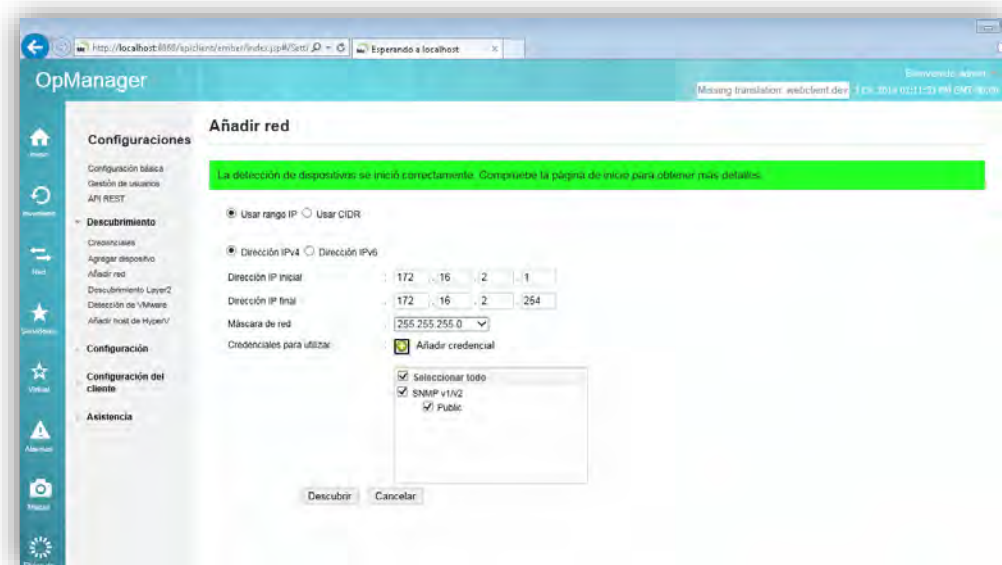 Esperando a localhost
OpManager
Bienvenido admin
Missing translation: webclient.dev
Configuraciones
Configuración básica
Gestión de usuarios
API REST
Descubrimiento
Credenciales
Agregar dispositivo
Añadir red
Descubrimiento Layer2
Detección de VMware
Añadir host de HyperV
Configuración
Configuración del
cliente
Asistencia
Añadir red
La detección de dispositivos se inició correctamente. Compruebe la página de inicio para obtener más detalles.
Usar rango IP Usar CIDR
Dirección IPv4 Dirección IPv6
Dirección IP inicial : 172 . 16 . 2 . 1
Dirección IP final : 172 . 16 . 2 . 254
Máscara de red : 255.255.255.0
Credenciales para utilizar : Añadir credencial
Seleccionar todo
SNMP v1/v2
Public
Descubrir Cancelar